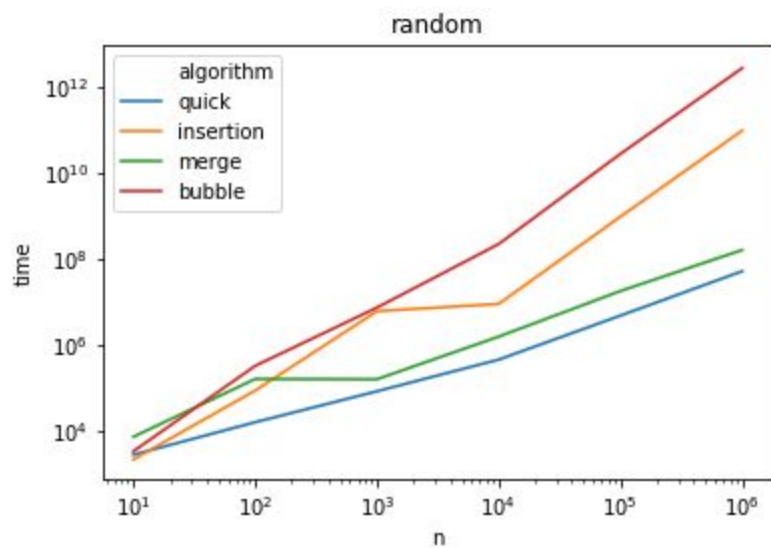 random
algorithm
quick
insertion
merge
bubble
10¹²
10¹⁰
10⁸
10⁶
10⁴
time
10¹ 10² 10³ 10⁴ 10⁵ 10⁶
n